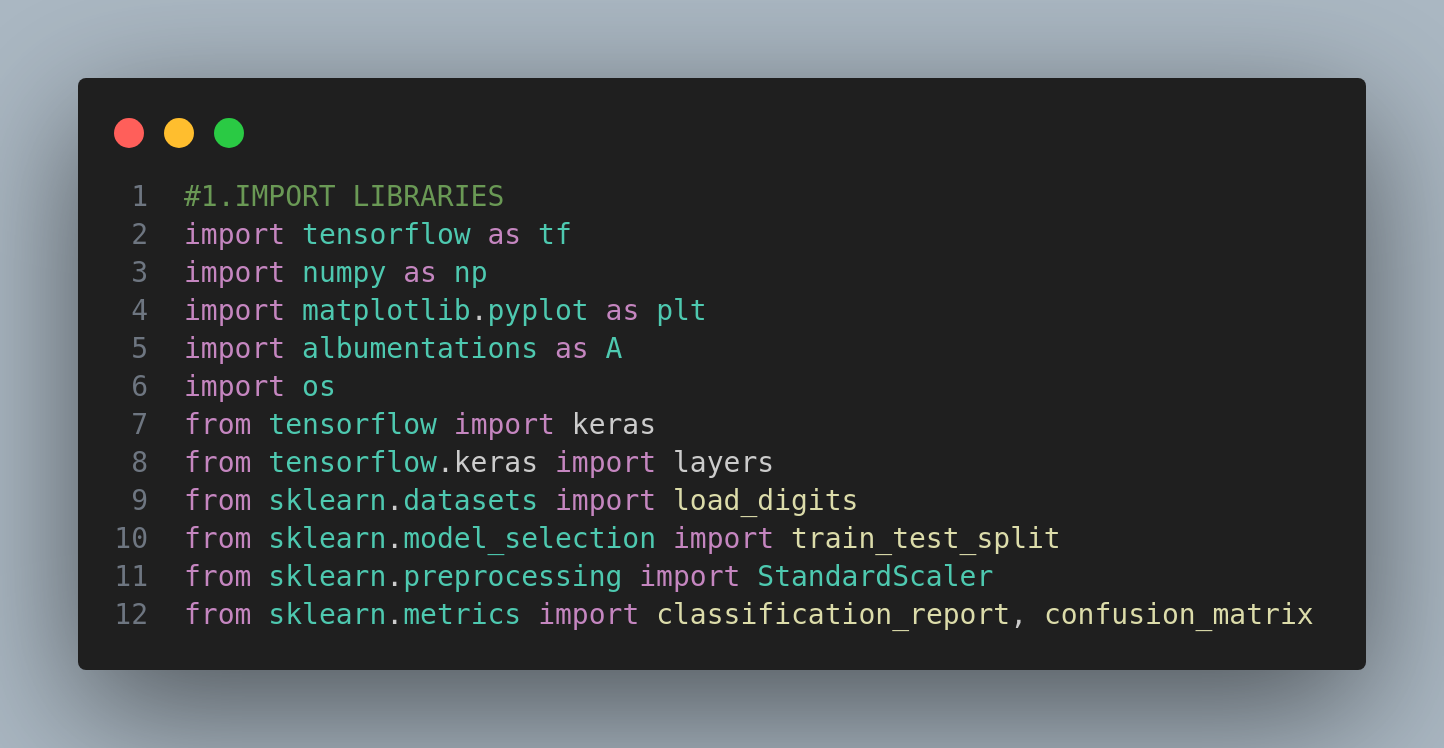 1 #1.IMPORT LIBRARIES
2 import tensorflow as tf
3 import numpy as np
4 import matplotlib.pyplot as plt
5 import albumentations as A
6 import os
7 from tensorflow import keras
8 from tensorflow.keras import layers
9 from sklearn.datasets import load_digits
10 from sklearn.model_selection import train_test_split
11 from sklearn.preprocessing import StandardScaler
12 from sklearn.metrics import classification_report, confusion_matrix